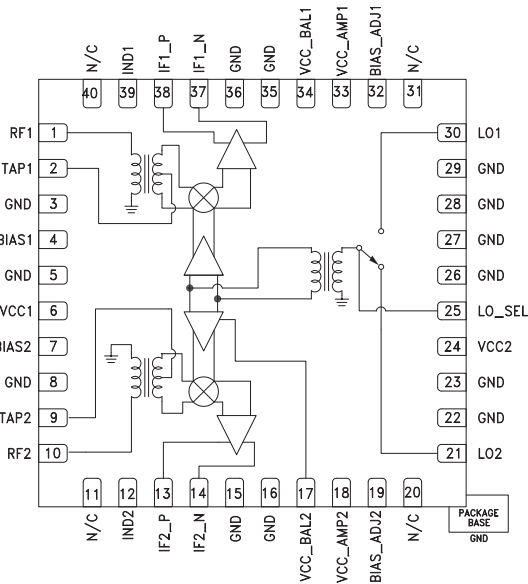 N/C
IND1
IF1_P
IF1_N
GND
GND
VCC_BAL1
VCC_AMP1
BIAS_ADJ1
N/C
40
39
38
37
36
35
34
33
32
31
RF1 1
TAP1 2
GND 3
BIAS1 4
GND 5
VCC1 6
BIAS2 7
GND 8
TAP2 9
RF2 10
30 LO1
29 GND
28 GND
27 GND
26 GND
25 LO_SEL
24 VCC2
23 GND
22 GND
21 LO2
11
12
13
14
15
16
17
18
19
20
N/C
IND2
IF2_P
IF2_N
GND
GND
VCC_BAL2
VCC_AMP2
BIAS_ADJ2
N/C
PACKAGE
BASE
GND